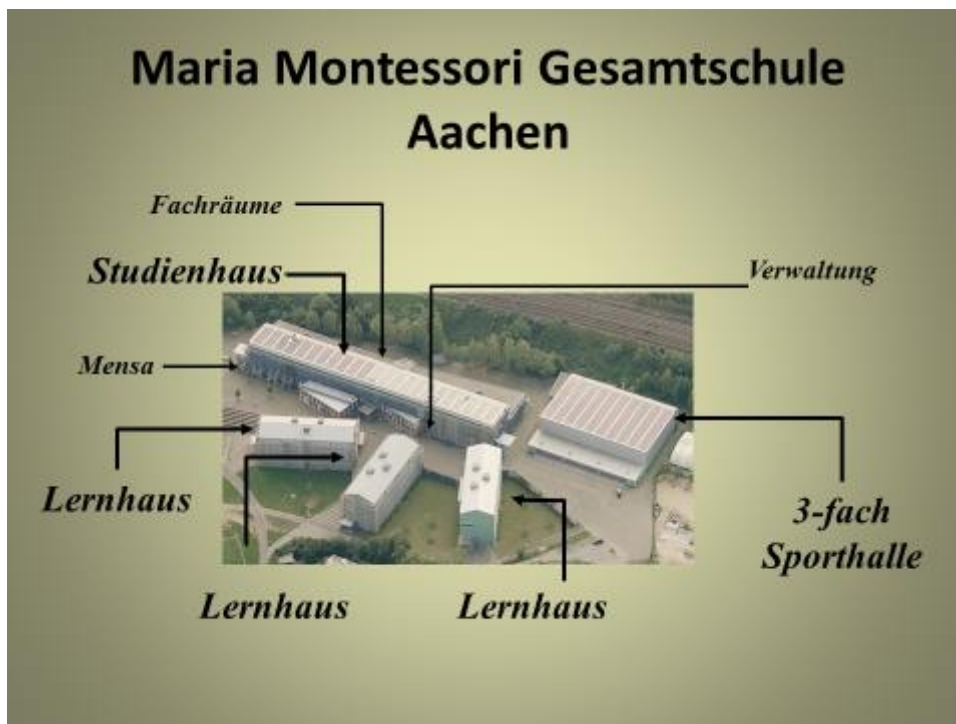 Maria Montessori Gesamtschule
Aachen
Fachräume
Studienhaus
Verwaltung
Mensa
Lernhaus
3-fach
Sporthalle
Lernhaus
Lernhaus